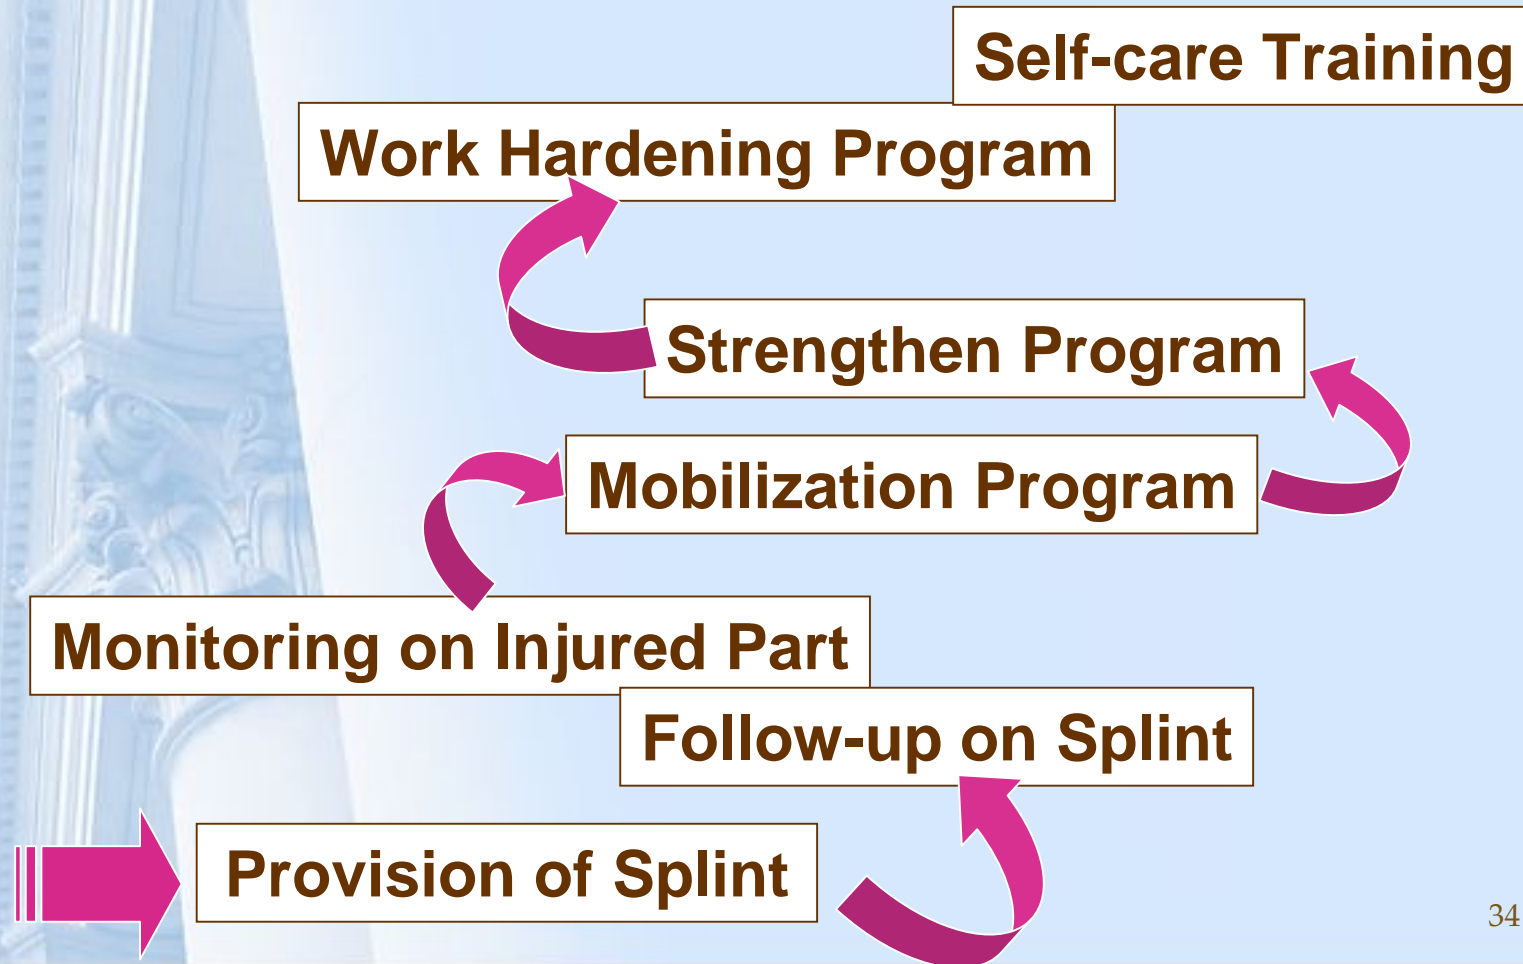 Self-care Training
Work Hardening Program
Strengthen Program
Mobilization Program
Monitoring on Injured Part
Follow-up on Splint
Provision of Splint
34